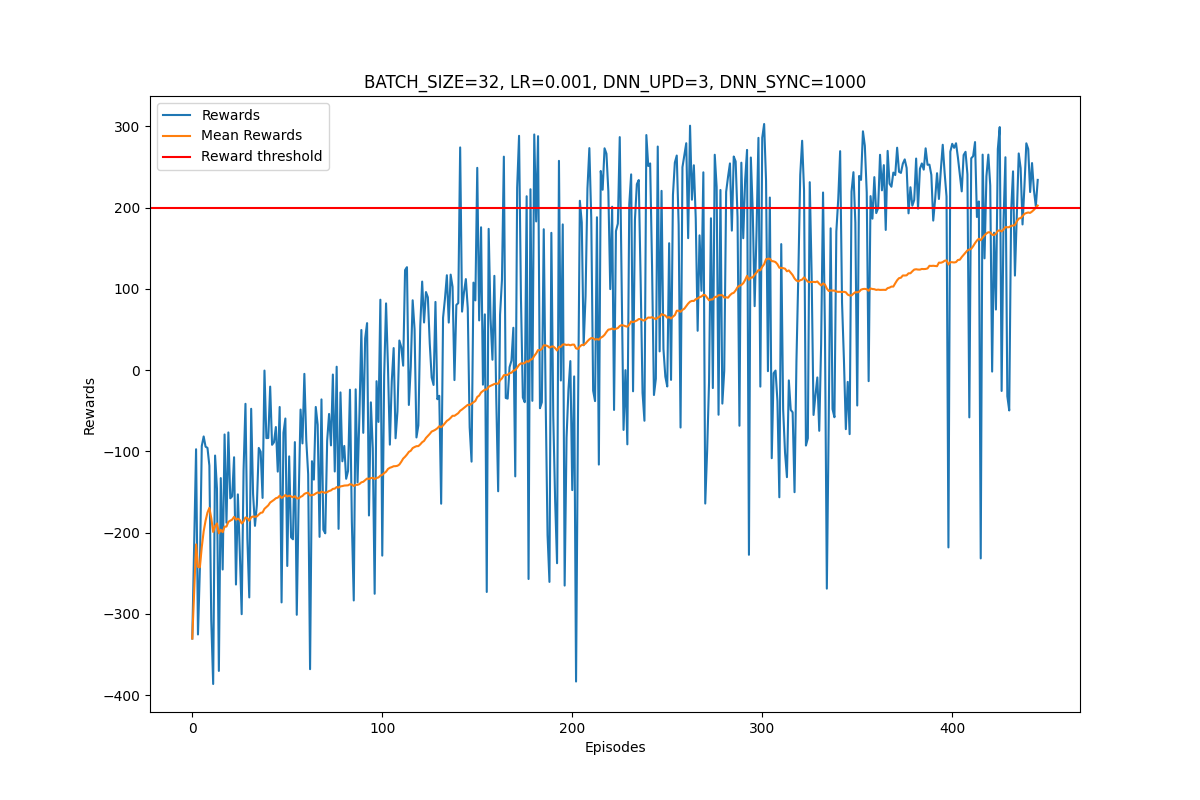 BATCH_SIZE=32, LR=0.001, DNN_UPD=3, DNN_SYNC=1000
Rewards
Mean Rewards
Reward threshold
300
200
100
0
−100
−200
−300
−400
Rewards
0
100
200
300
400
Episodes